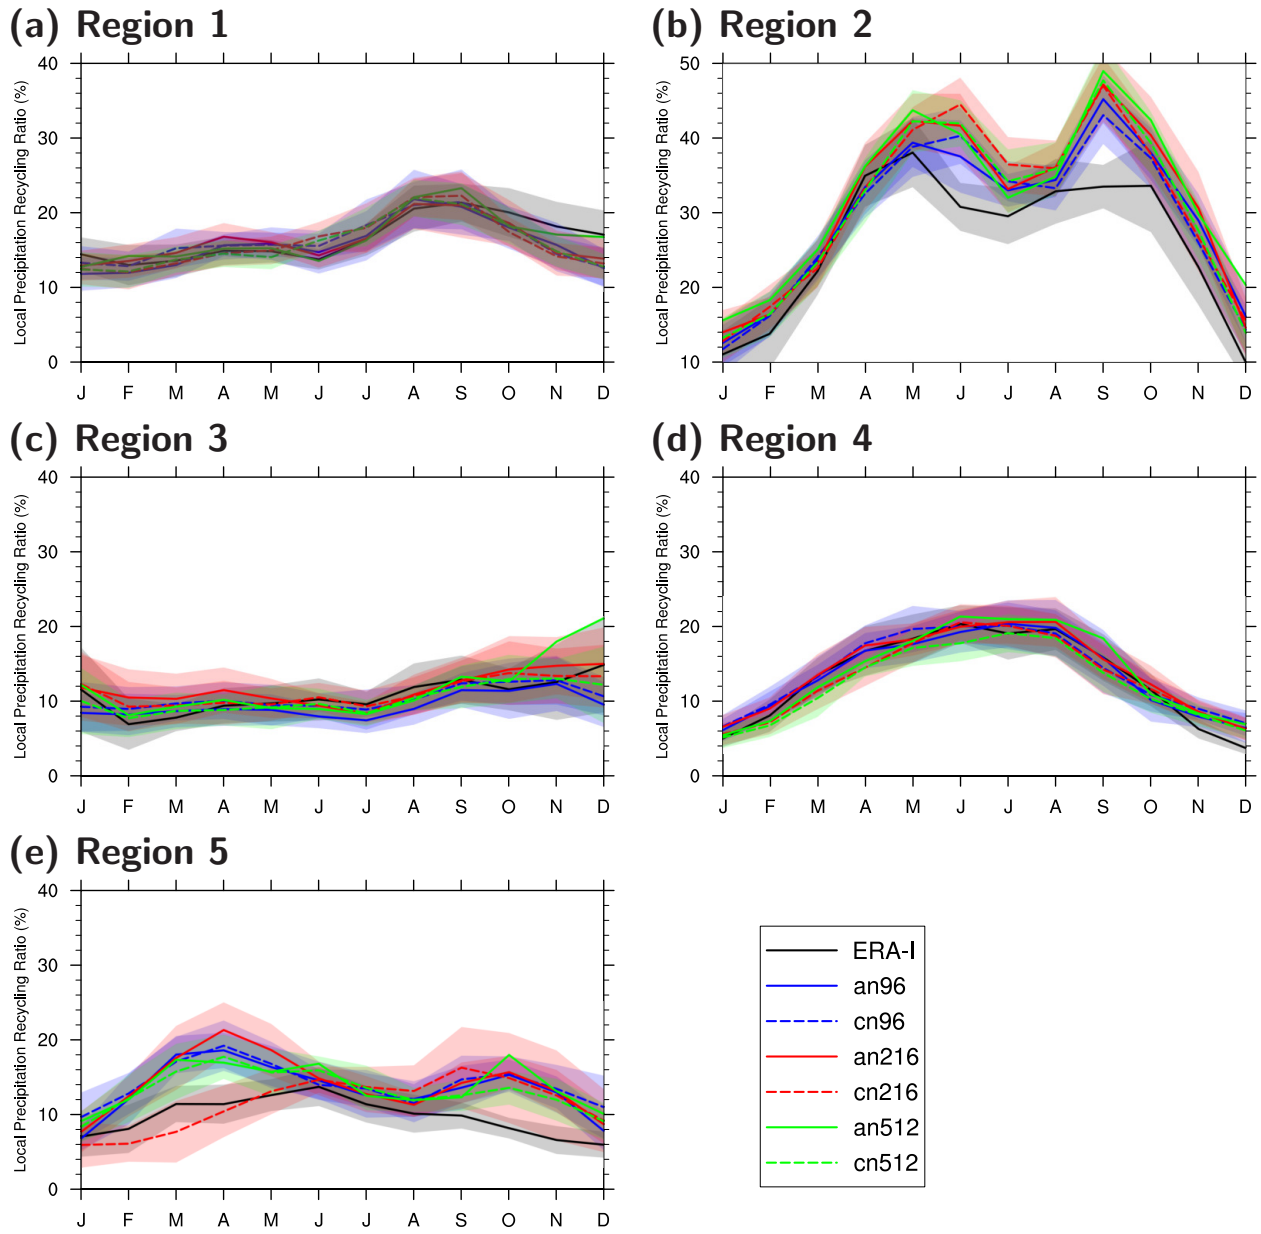 (a) Region 1
Local Precipitation Recycling Ratio (%)
40
30
20
10
0
J F M A M J J A S O N D
(b) Region 2
Local Precipitation Recycling Ratio (%)
50
40
30
20
10
J F M A M J J A S O N D
(c) Region 3
Local Precipitation Recycling Ratio (%)
40
30
20
10
0
J F M A M J J A S O N D
(d) Region 4
Local Precipitation Recycling Ratio (%)
40
30
20
10
0
J F M A M J J A S O N D
(e) Region 5
Local Precipitation Recycling Ratio (%)
40
30
20
10
0
J F M A M J J A S O N D
ERA-I
an96
cn96
an216
cn216
an512
cn512